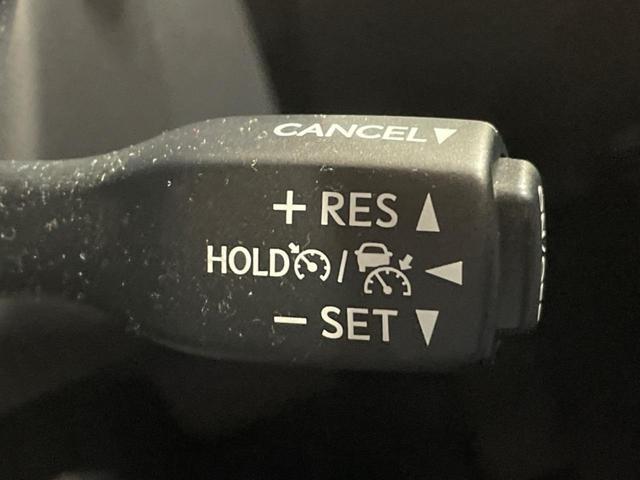 CANCEL▼
+ RES ▲
HOLD / ◀
− SET ▼